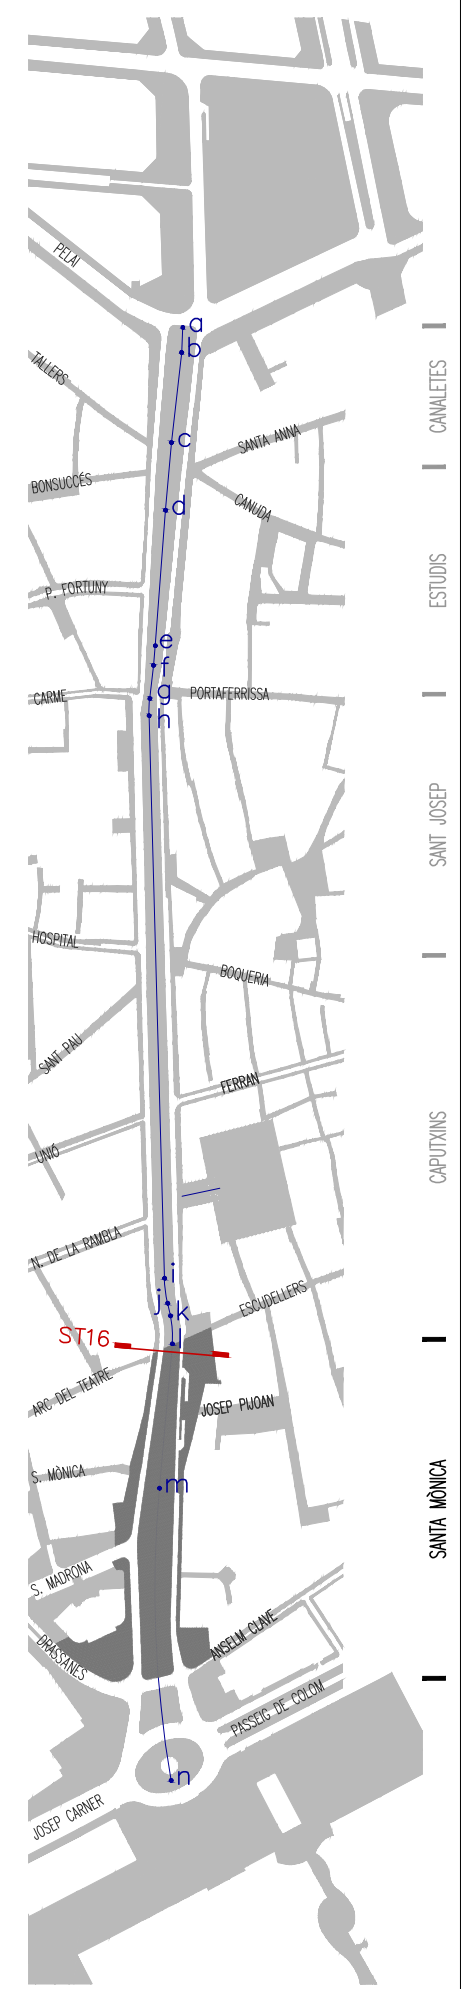 PELAI
a
b
TALLERS
CANALETES
c
SANTA ANNA
BONSUCCÉS
d
CANUDA
ESTUDIS
P. FORTUNY
e
f
CARME
g
PORTAFERRISSA
h
SANT JOSEP
HOSPITAL
BOQUERIA
SANT PAU
FERRAN
CAPUTXINS
UNIÓ
N. DE LA RAMBLA
i
j
k
ESCUDELLERS
ST16
l
ARC DEL TEATRE
JOSEP PIJOAN
S. MÒNICA
m
SANTA MÒNICA
S. MADRONA
DRASSANES
ANSELM CLAVE
PASSEIG DE COLOM
n
JOSEP CARNER